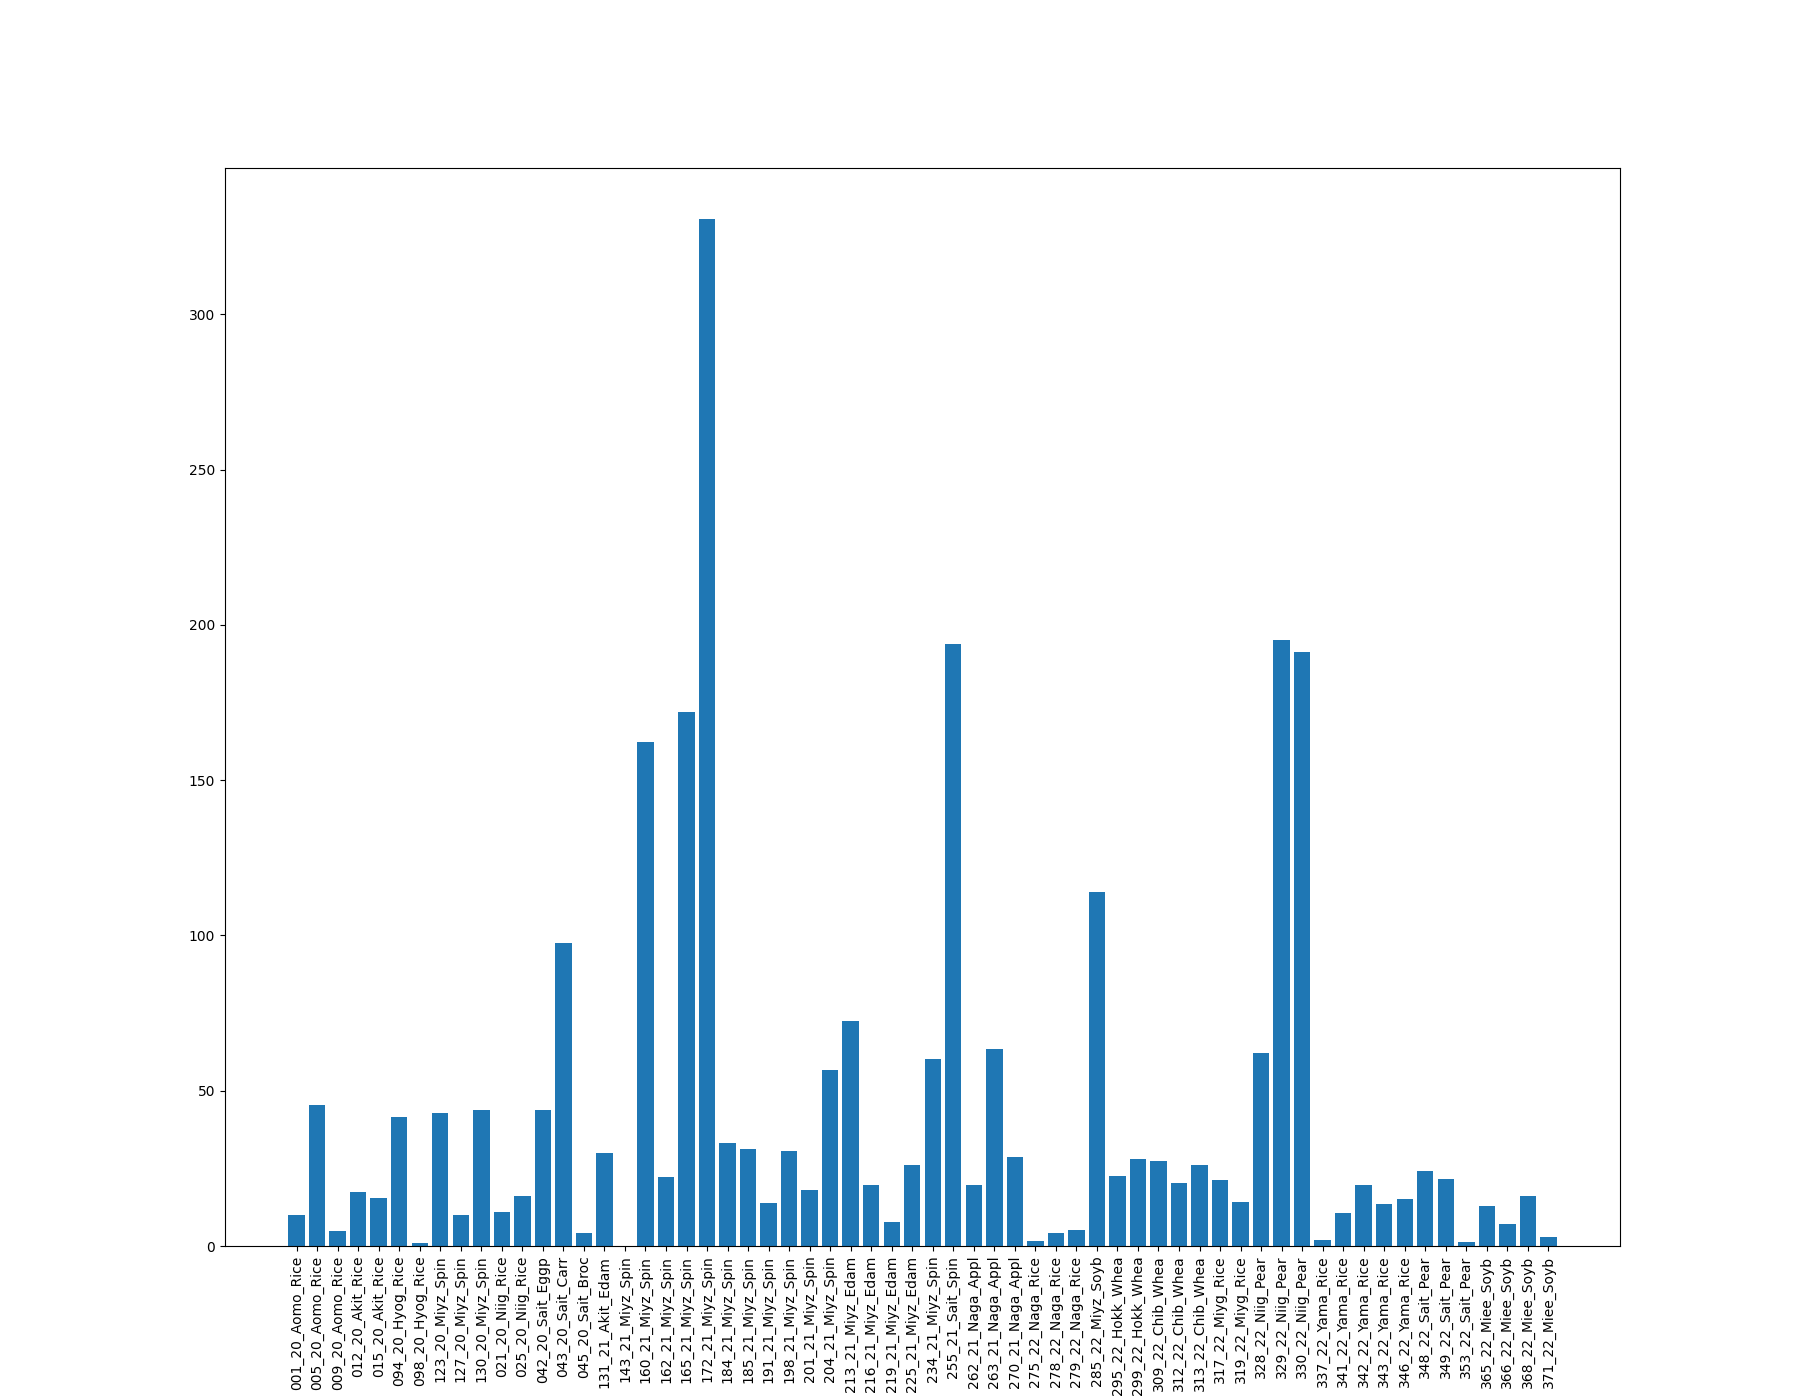 300
250
200
150
100
50
0
001_20_Aomo_Rice
005_20_Aomo_Rice
009_20_Aomo_Rice
012_20_Akit_Rice
015_20_Akit_Rice
094_20_Hyog_Rice
098_20_Hyog_Rice
123_20_Miyz_Spin
127_20_Miyz_Spin
130_20_Miyz_Spin
021_20_Niig_Rice
025_20_Niig_Rice
042_20_Sait_Eggp
043_20_Sait_Carr
045_20_Sait_Broc
131_21_Akit_Edam
143_21_Miyz_Spin
160_21_Miyz_Spin
162_21_Miyz_Spin
165_21_Miyz_Spin
172_21_Miyz_Spin
184_21_Miyz_Spin
185_21_Miyz_Spin
191_21_Miyz_Spin
198_21_Miyz_Spin
201_21_Miyz_Spin
204_21_Miyz_Spin
213_21_Miyz_Edam
216_21_Miyz_Edam
219_21_Miyz_Edam
225_21_Miyz_Edam
234_21_Miyz_Spin
255_21_Sait_Spin
262_21_Naga_Appl
263_21_Naga_Appl
270_21_Naga_Appl
275_22_Naga_Rice
278_22_Naga_Rice
279_22_Naga_Rice
285_22_Miyz_Soyb
295_22_Hokk_Whea
299_22_Hokk_Whea
309_22_Chib_Whea
312_22_Chib_Whea
313_22_Chib_Whea
317_22_Miyg_Rice
319_22_Miyg_Rice
328_22_Niig_Pear
329_22_Niig_Pear
330_22_Niig_Pear
337_22_Yama_Rice
341_22_Yama_Rice
342_22_Yama_Rice
343_22_Yama_Rice
346_22_Yama_Rice
348_22_Sait_Pear
349_22_Sait_Pear
353_22_Sait_Pear
365_22_Miee_Soyb
366_22_Miee_Soyb
368_22_Miee_Soyb
371_22_Miee_Soyb